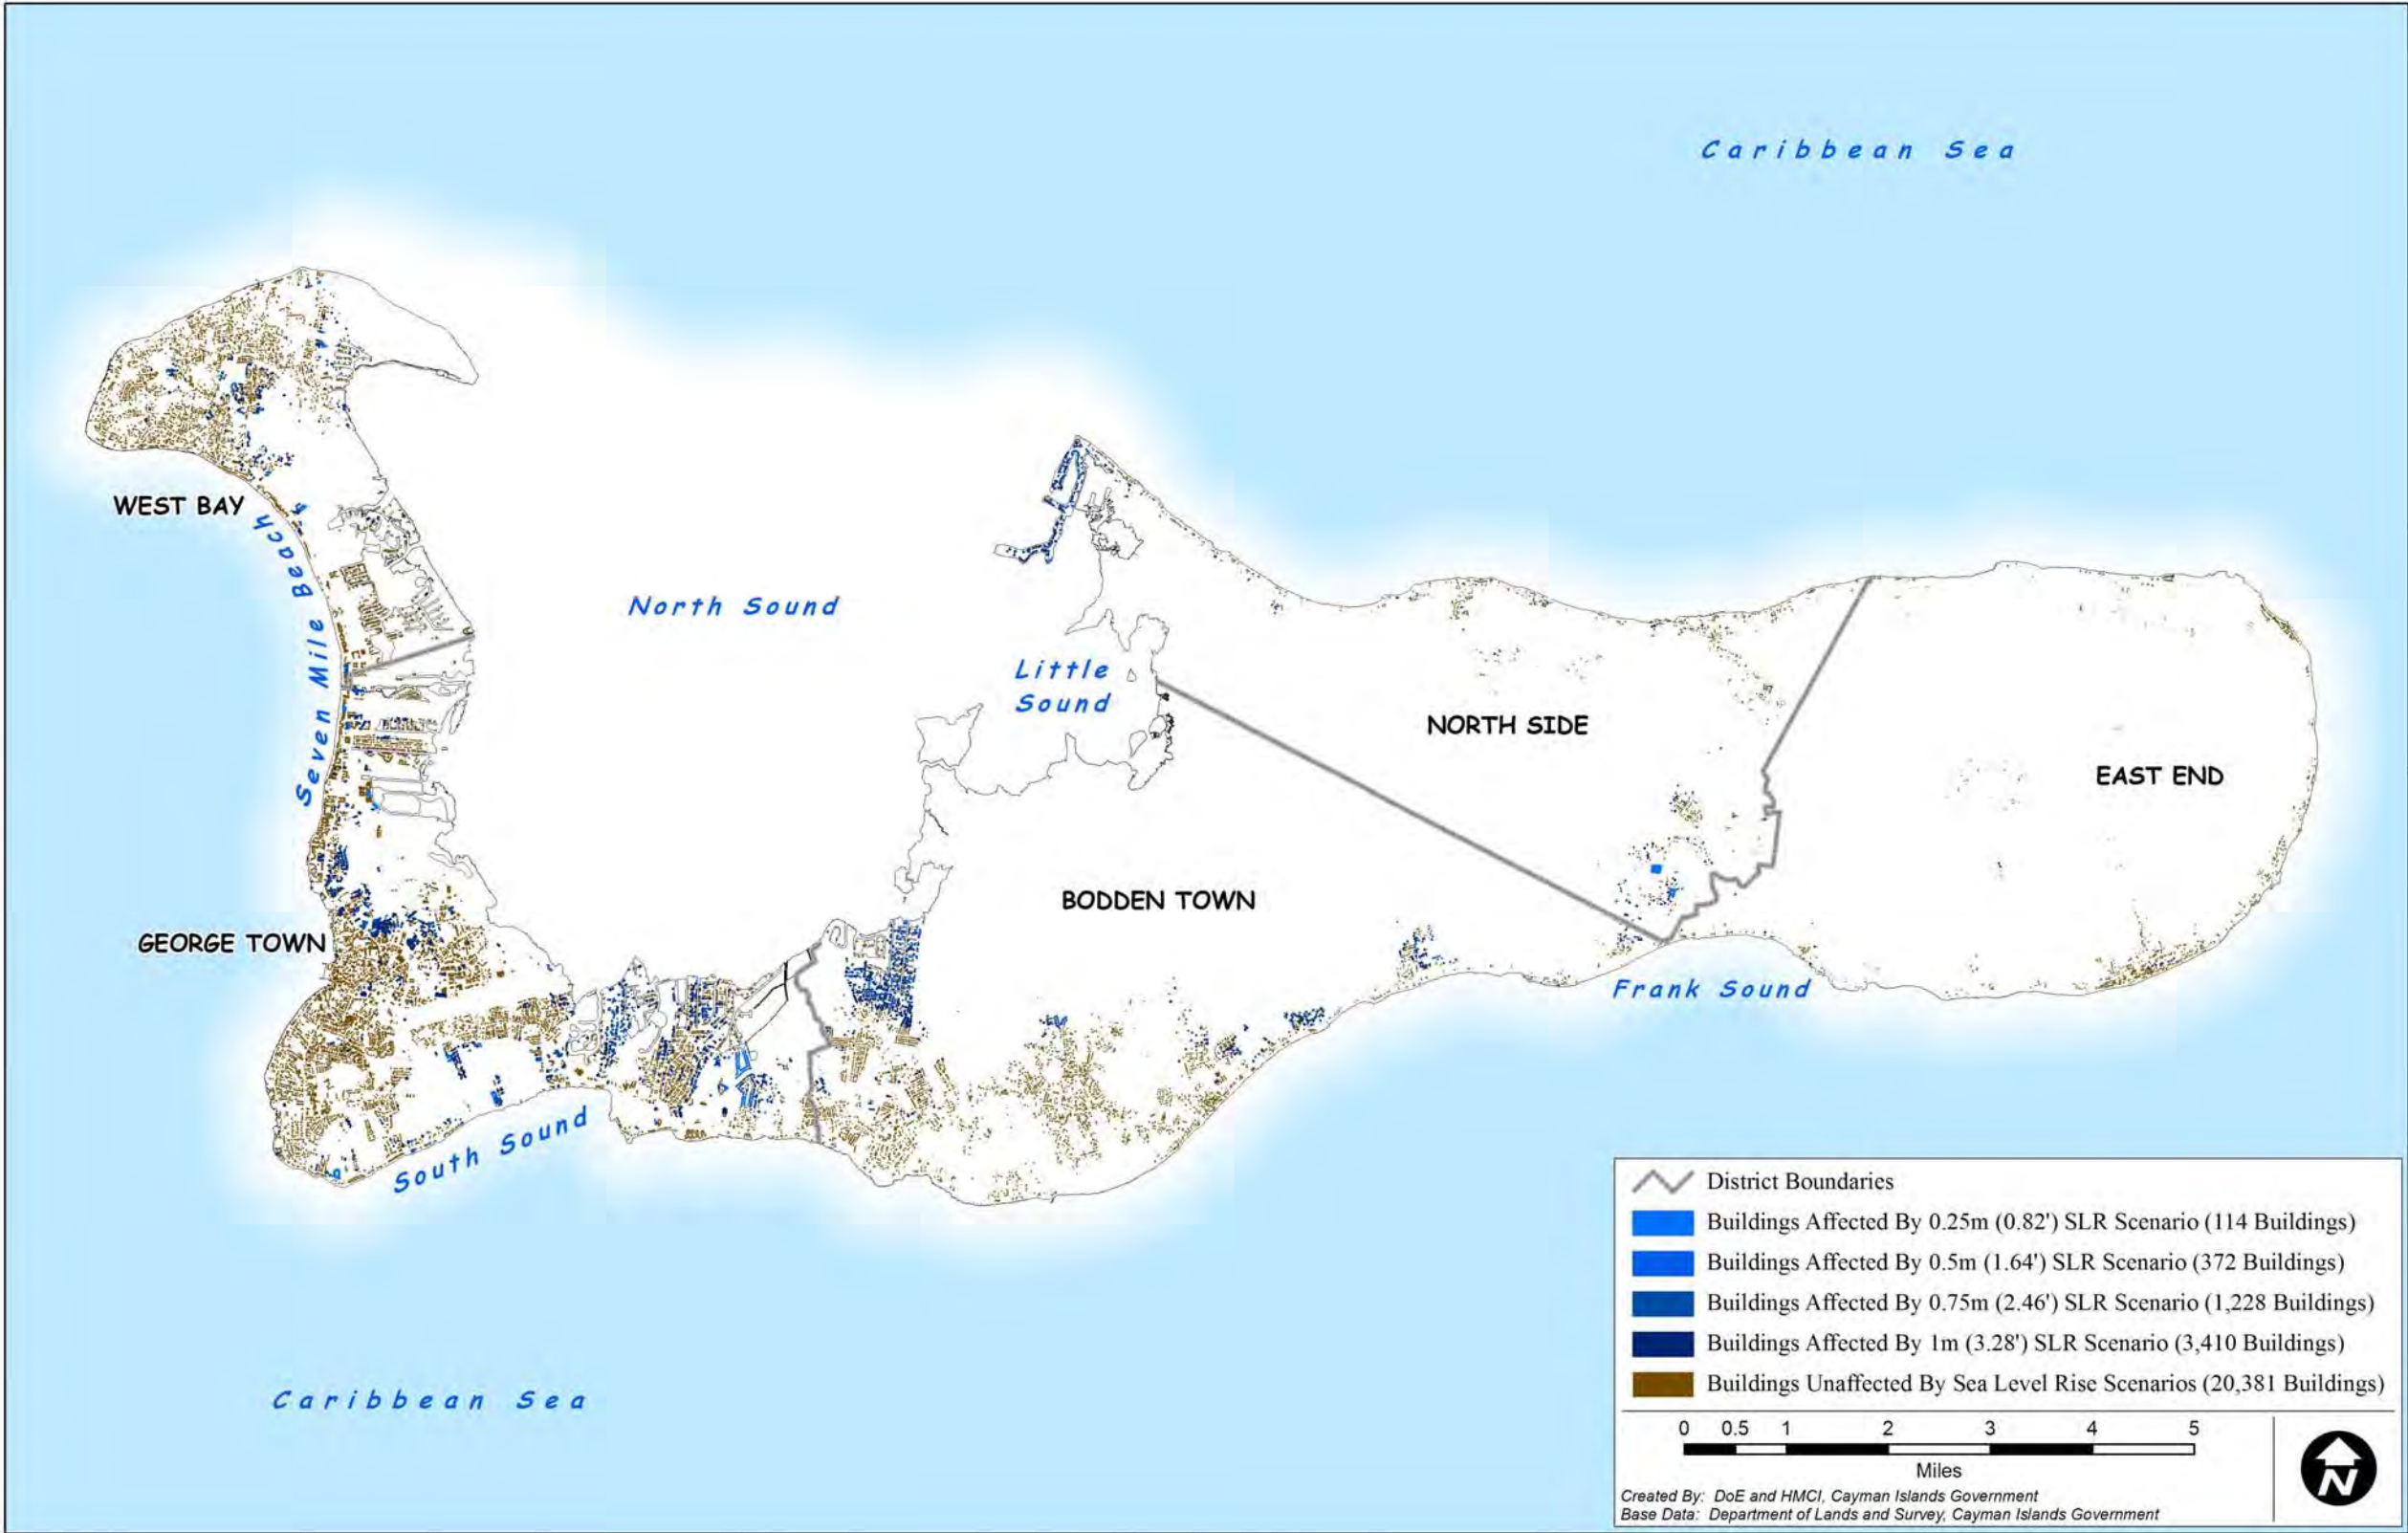 Caribbean Sea
WEST BAY
Seven Mile Beach
North Sound
Little
Sound
NORTH SIDE
EAST END
BODDEN TOWN
GEORGE TOWN
Frank Sound
South Sound
Caribbean Sea
District Boundaries
Buildings Affected By 0.25m (0.82') SLR Scenario (114 Buildings)
Buildings Affected By 0.5m (1.64') SLR Scenario (372 Buildings)
Buildings Affected By 0.75m (2.46') SLR Scenario (1,228 Buildings)
Buildings Affected By 1m (3.28') SLR Scenario (3,410 Buildings)
Buildings Unaffected By Sea Level Rise Scenarios (20,381 Buildings)
0 0.5 1 2 3 4 5
Miles
N
Created By: DoE and HMCI, Cayman Islands Government
Base Data: Department of Lands and Survey, Cayman Islands Government